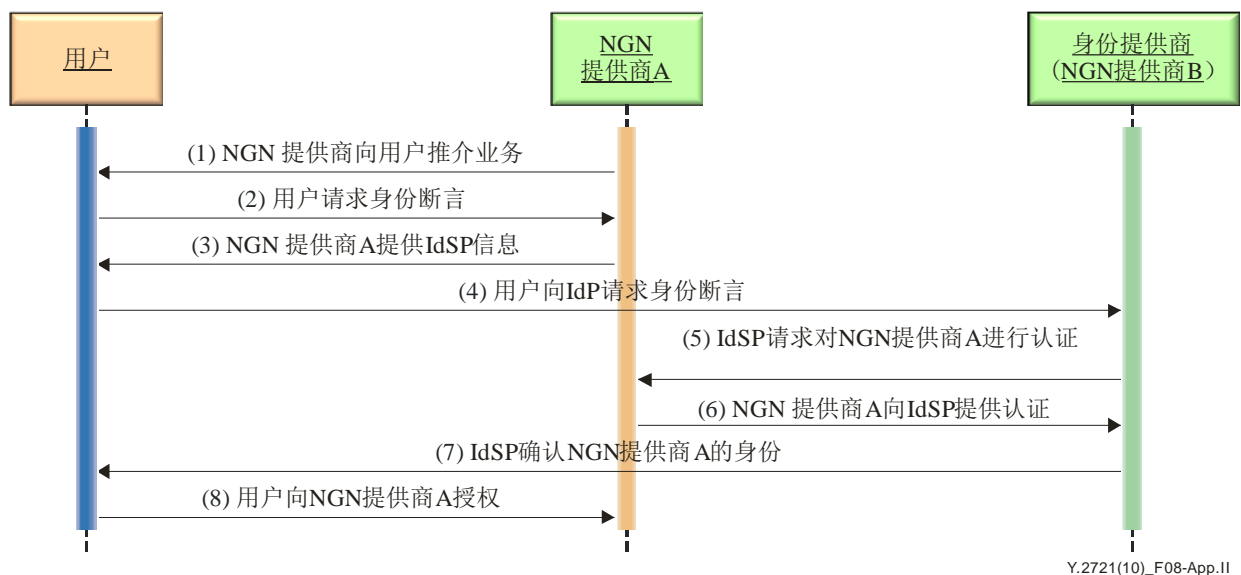 用户
NGN
提供商A
身份提供商
（NGN提供商B）
(1) NGN 提供商向用户推介业务
(2) 用户请求身份断言
(3) NGN 提供商A提供IdSP信息
(4) 用户向IdP请求身份断言
(5) IdSP请求对NGN提供商A进行认证
(6) NGN 提供商A向IdSP提供认证
(7) IdSP确认NGN提供商A的身份
(8) 用户向NGN提供商A授权
Y.2721(10)_F08-App.II